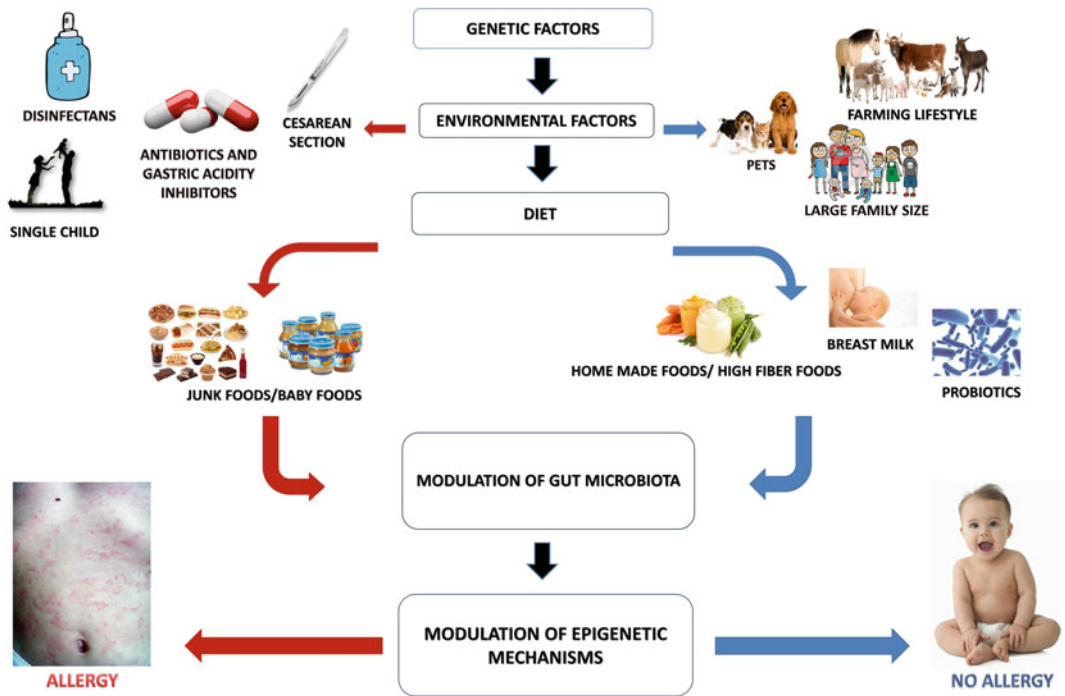 GENETIC FACTORS
DISINFECTANS
ANTIBIOTICS AND
GASTRIC ACIDITY
INHIBITORS
CESAREAN
SECTION
ENVIRONMENTAL FACTORS
PETS
FARMING LIFESTYLE
SINGLE CHILD
DIET
LARGE FAMILY SIZE
JUNK FOODS/BABY FOODS
HOME MADE FOODS/ HIGH FIBER FOODS
BREAST MILK
PROBIOTICS
MODULATION OF GUT MICROBIOTA
MODULATION OF EPIGENETIC
MECHANISMS
ALLERGY
NO ALLERGY